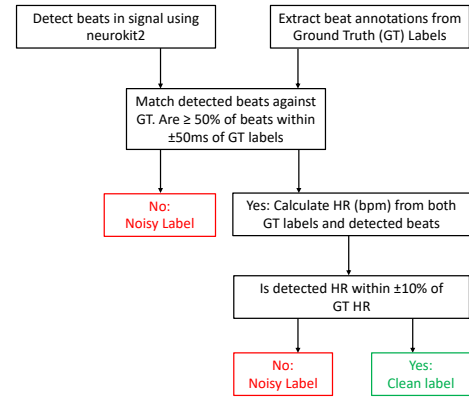 Detect beats in signal using
neurokit2
Extract beat annotations from
Ground Truth (GT) Labels
Match detected beats against
GT. Are ≥ 50% of beats within
±50ms of GT labels
No:
Noisy Label
Yes: Calculate HR (bpm) from both
GT labels and detected beats
Is detected HR within ±10% of
GT HR
No:
Noisy Label
Yes:
Clean label